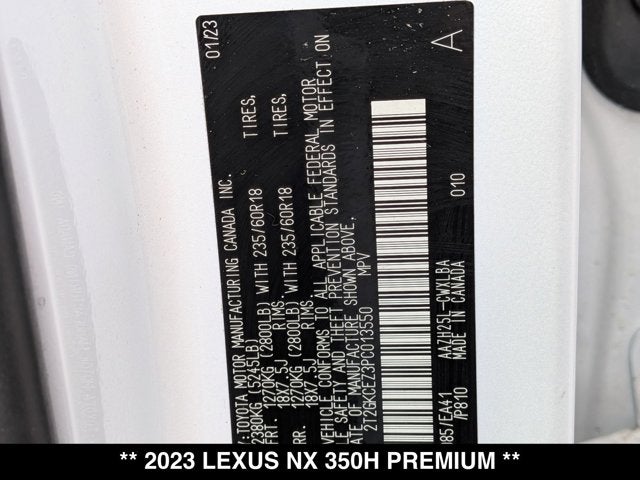 01/23
:TOYOTA MOTOR MANUFACTURING CANADA INC.
2380KG (5245LB)
FRT. 1270KG (2800LB) WITH 235/60R18 TIRES,
18X7.5J RIMS.
1270KG (2800LB) WITH 235/60R18 TIRES,
18X7.5J RIMS.
VEHICLE CONFORMS TO ALL APPLICABLE FEDERAL MOTOR
VEHICLE SAFETY AND THEFT PREVENTION STANDARDS IN EFFECT ON
DATE OF MANUFACTURE SHOWN ABOVE.
2T2GKCEZ3PC013550 MPV
A
085/EA41 AAZH25L-CWXLBA 010
/P810 MADE IN CANADA
** 2023 LEXUS NX 350H PREMIUM **